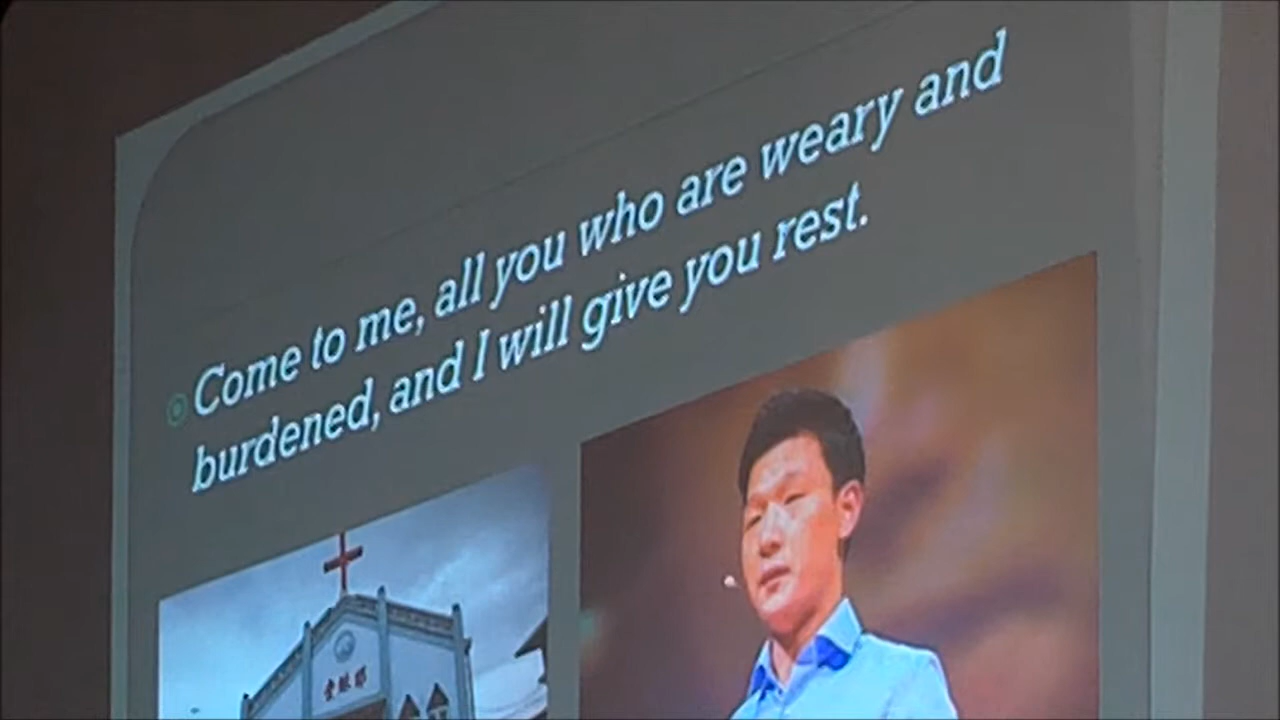 Come to me, all you who are weary and
burdened, and I will give you rest.